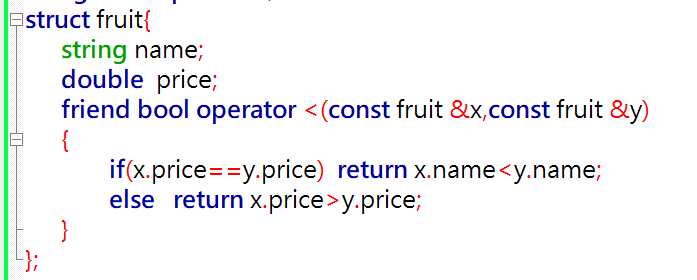 struct fruit{
string name;
double  price;
friend bool operator <(const fruit &x,const fruit &y)
{
if(x.price==y.price)  return x.name<y.name;
else   return x.price>y.price;
}
};